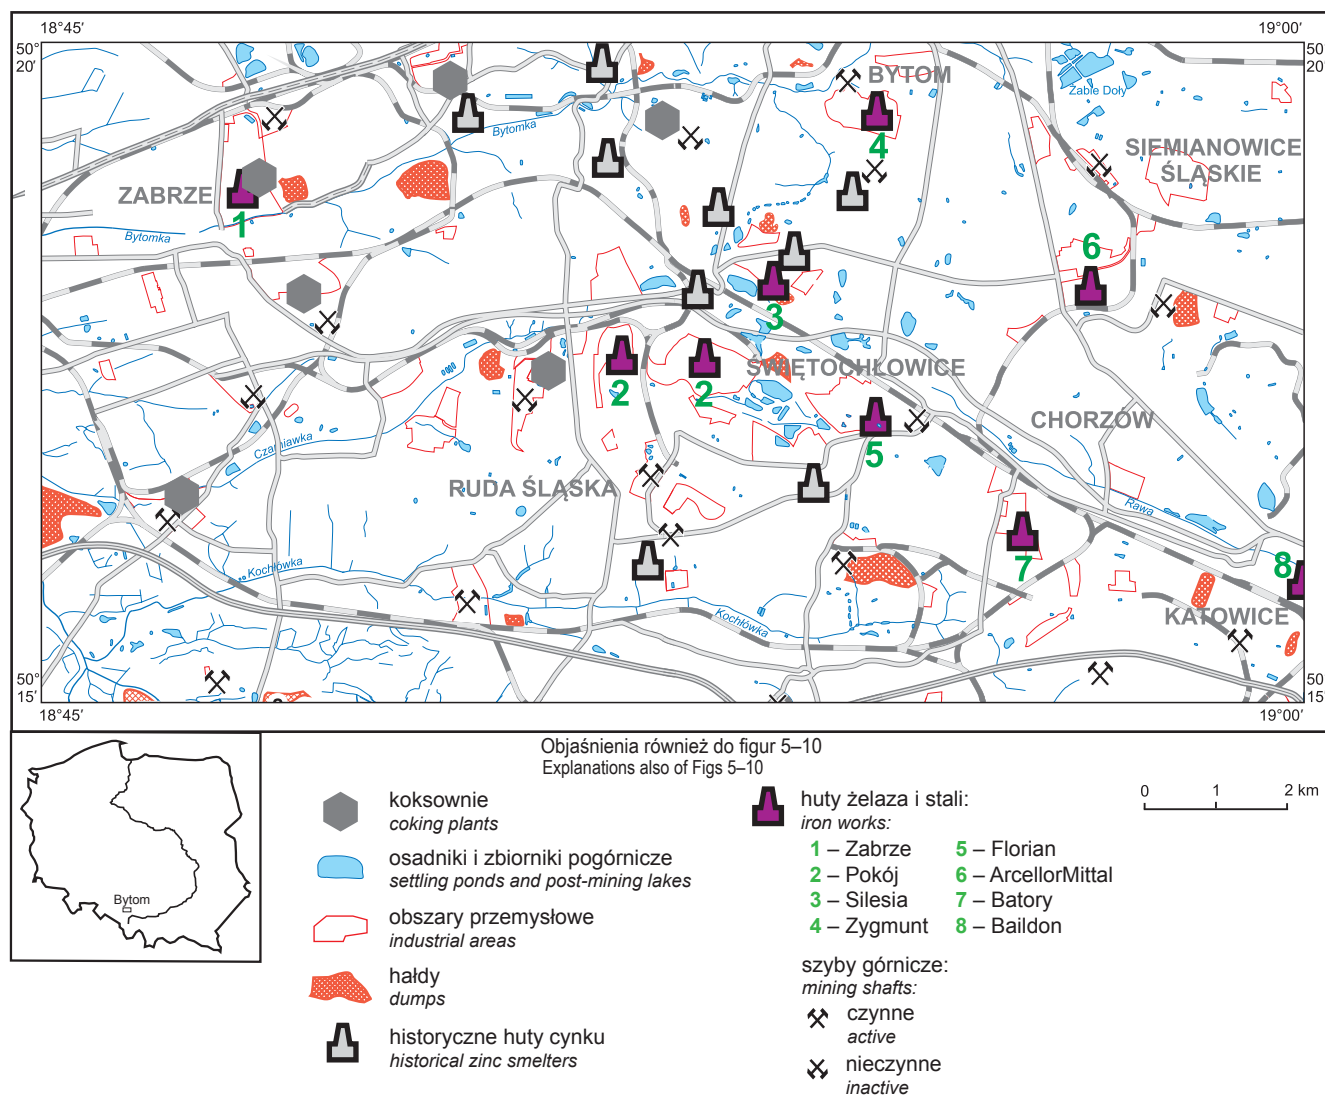 18°45′
19°00′
50°
20′
50°
20′
BYTOM
Żabie Doły
Bytomka
SIEMIANOWICE
ŚLĄSKIE
4
ZABRZE
1
Bytomka
6
3
ŚWIĘTOCHŁOWICE
2
2
CHORZÓW
Czarniawka
5
RUDA ŚLĄSKA
Rawa
Kochłówka
7
8
Kochłówka
KATOWICE
50°
15′
50°
15′
18°45′
19°00′
Objaśnienia również do figur 5–10
Explanations also of Figs 5–10
koksownie
coking plants
osadniki i zbiorniki pogórnicze
settling ponds and post-mining lakes
obszary przemysłowe
industrial areas
hałdy
dumps
historyczne huty cynku
historical zinc smelters
huty żelaza i stali:
iron works:
1 – Zabrze
2 – Pokój
3 – Silesia
4 – Zygmunt
5 – Florian
6 – ArcellorMittal
7 – Batory
8 – Baildon
szyby górnicze:
mining shafts:
czynne
active
nieczynne
inactive
0 1 2 km
Bytom